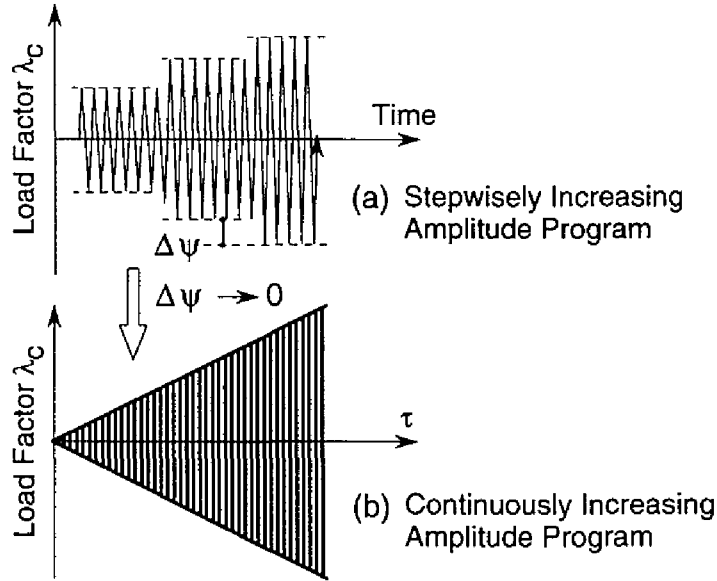 Load Factor λC
Time
(a) Stepwisely Increasing
Amplitude Program
Δψ
Δψ → 0
Load Factor λC
τ
(b) Continuously Increasing
Amplitude Program